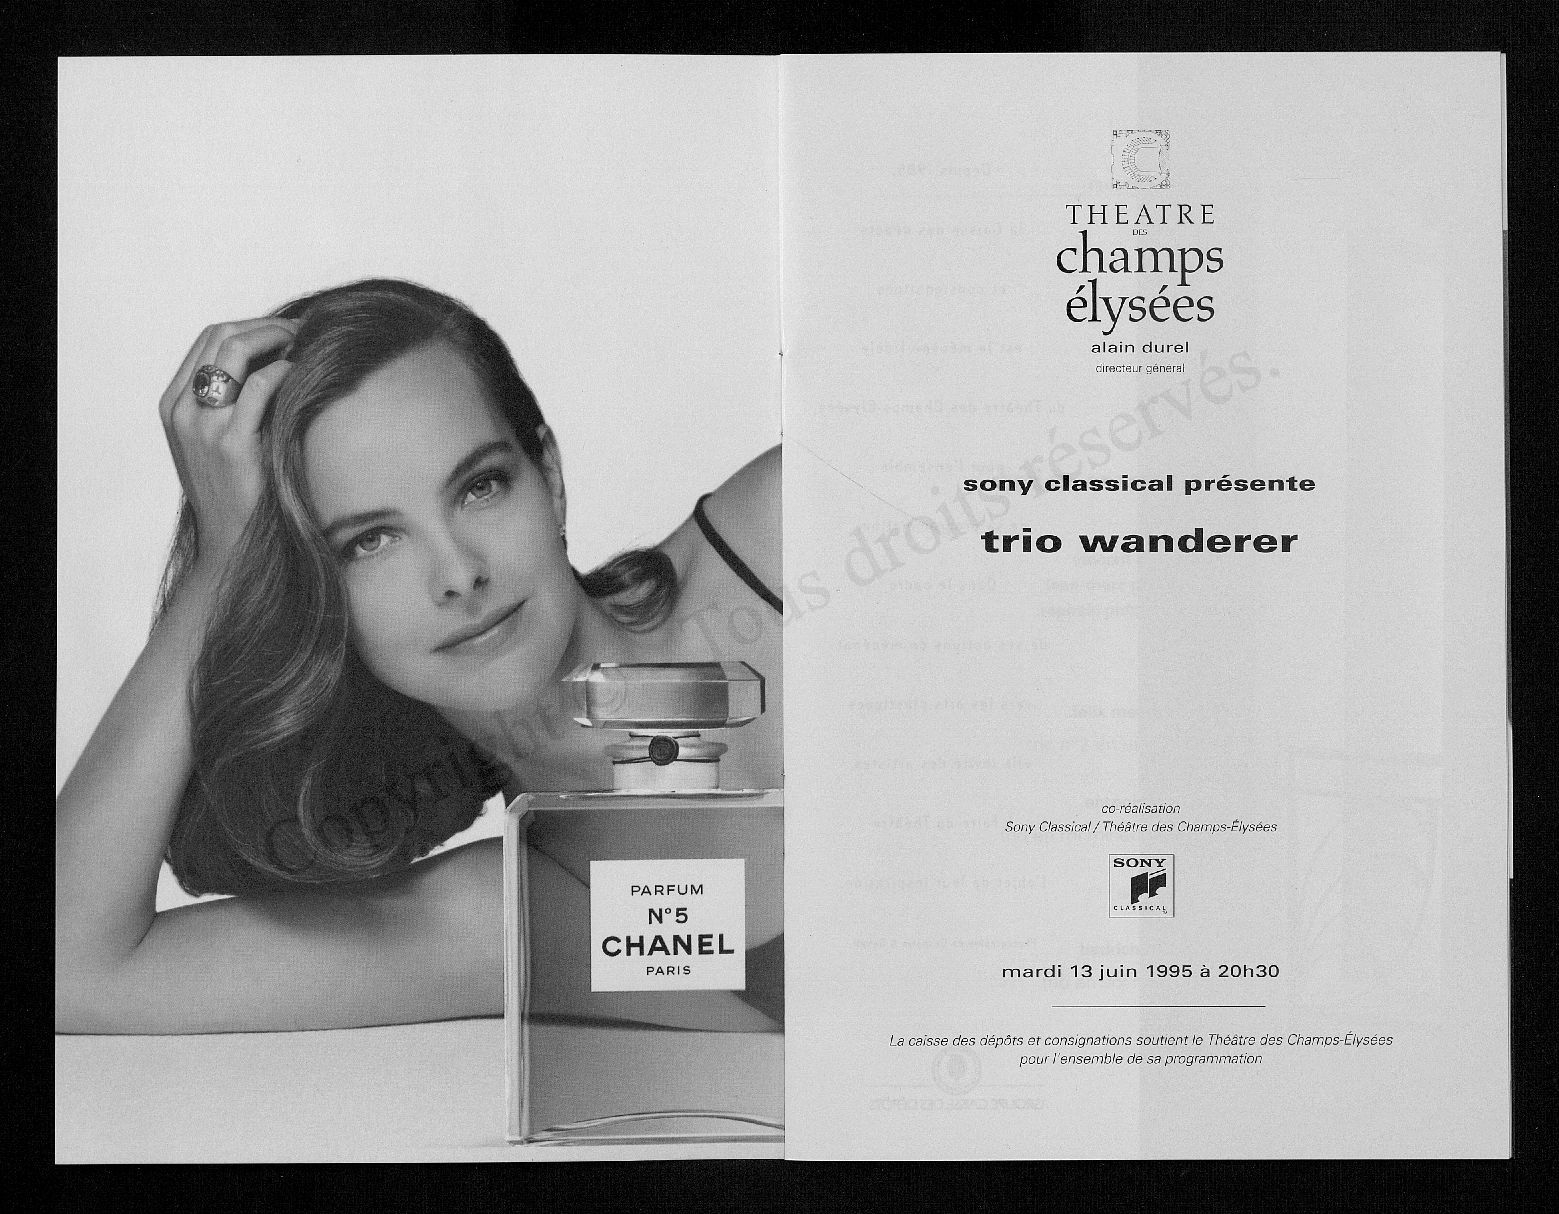 PARFUM
N°5
CHANEL
PARIS
THEATRE
DES
champs
élysées
alain durel
directeur général
sony classical présente
trio wanderer
co-réalisation
Sony Classical / Théâtre des Champs-Élysées
SONY
CLASSICAL
mardi 13 juin 1995 à 20h30
La caisse des dépôts et consignations soutient le Théâtre des Champs-Élysées
pour l'ensemble de sa programmation
Copyright © Tous droits réservés.